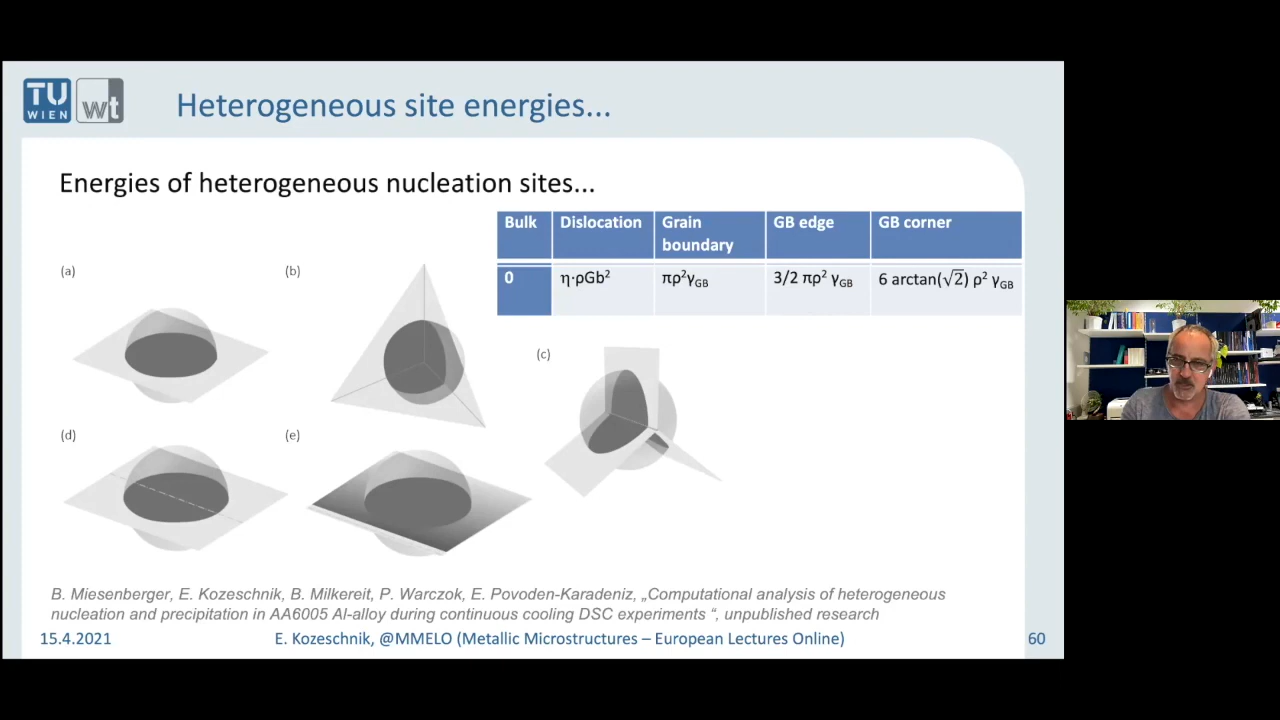 TU
WIEN
wt
Heterogeneous site energies...
Energies of heterogeneous nucleation sites...
Bulk Dislocation Grain boundary GB edge GB corner
0 η·ρGb² πρ²γGB 3/2 πρ² γGB 6 arctan(√2) ρ² γGB
(a) (b)
(c)
(d) (e)
B. Miesenberger, E. Kozeschnik, B. Milkereit, P. Warczok, E. Povoden-Karadeniz, „Computational analysis of heterogeneous
nucleation and precipitation in AA6005 Al-alloy during continuous cooling DSC experiments “, unpublished research
15.4.2021 E. Kozeschnik, @MMELO (Metallic Microstructures – European Lectures Online) 60